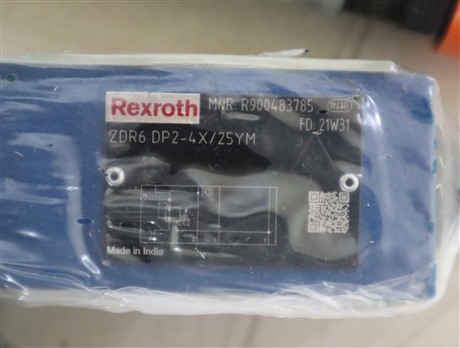 Rexroth MNR: R900483785
FD: 21W31
ZDR6 DP2-4X/25YM
Made in India